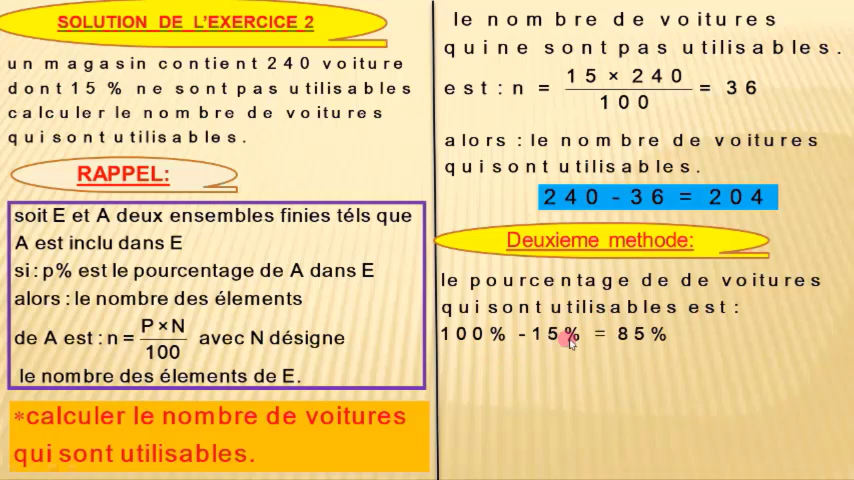 SOLUTION DE L'EXERCICE 2
un magasin contient 240 voiture
dont 15 % ne sont pas utilisables
calculer le nombre de voitures
qui sont utilisables.
RAPPEL:
soit E et A deux ensembles finies téls que
A est inclu dans E
si : p% est le pourcentage de A dans E
alors : le nombre des élements
de A est : n = P × N / 100 avec N désigne
le nombre des élements de E.
*calculer le nombre de voitures
qui sont utilisables.
le nombre de voitures
qui ne sont pas utilisables.
est : n = 15 × 240 / 100 = 36
alors : le nombre de voitures
qui sont utilisables.
240 - 36 = 204
Deuxieme methode:
le pourcentage de de voitures
qui sont utilisables est :
100% - 15% = 85%